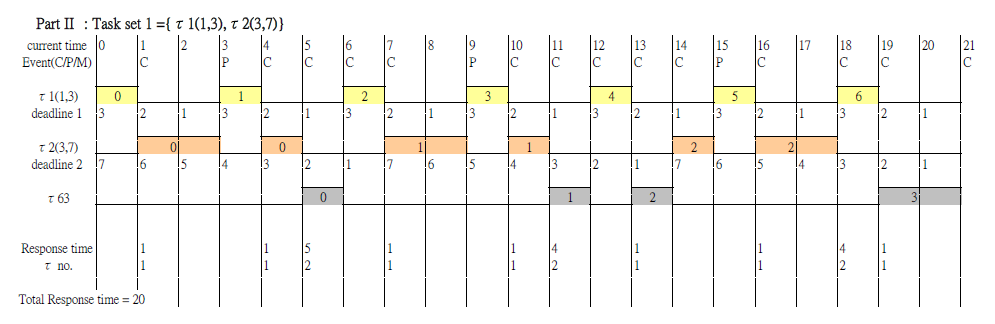 Part II : Task set 1 ={ τ 1(1,3), τ 2(3,7)}
current time 0 1 2 3 4 5 6 7 8 9 10 11 12 13 14 15 16 17 18 19 20 21
Event(C/P/M) C P C C C C P C C C C C P C C C C
τ 1(1,3) 0 1 2 3 4 5 6
deadline 1 3 2 1 3 2 1 3 2 1 3 2 1 3 2 1 3 2 1 3 2 1
τ 2(3,7) 0 0 1 1 2 2
deadline 2 7 6 5 4 3 2 1 7 6 5 4 3 2 1 7 6 5 4 3 2 1
τ 63 0 1 2 3
Response time 1 1 5 1 1 4 1 1 4 1
τ no. 1 1 2 1 1 2 1 1 2 1
Total Response time = 20